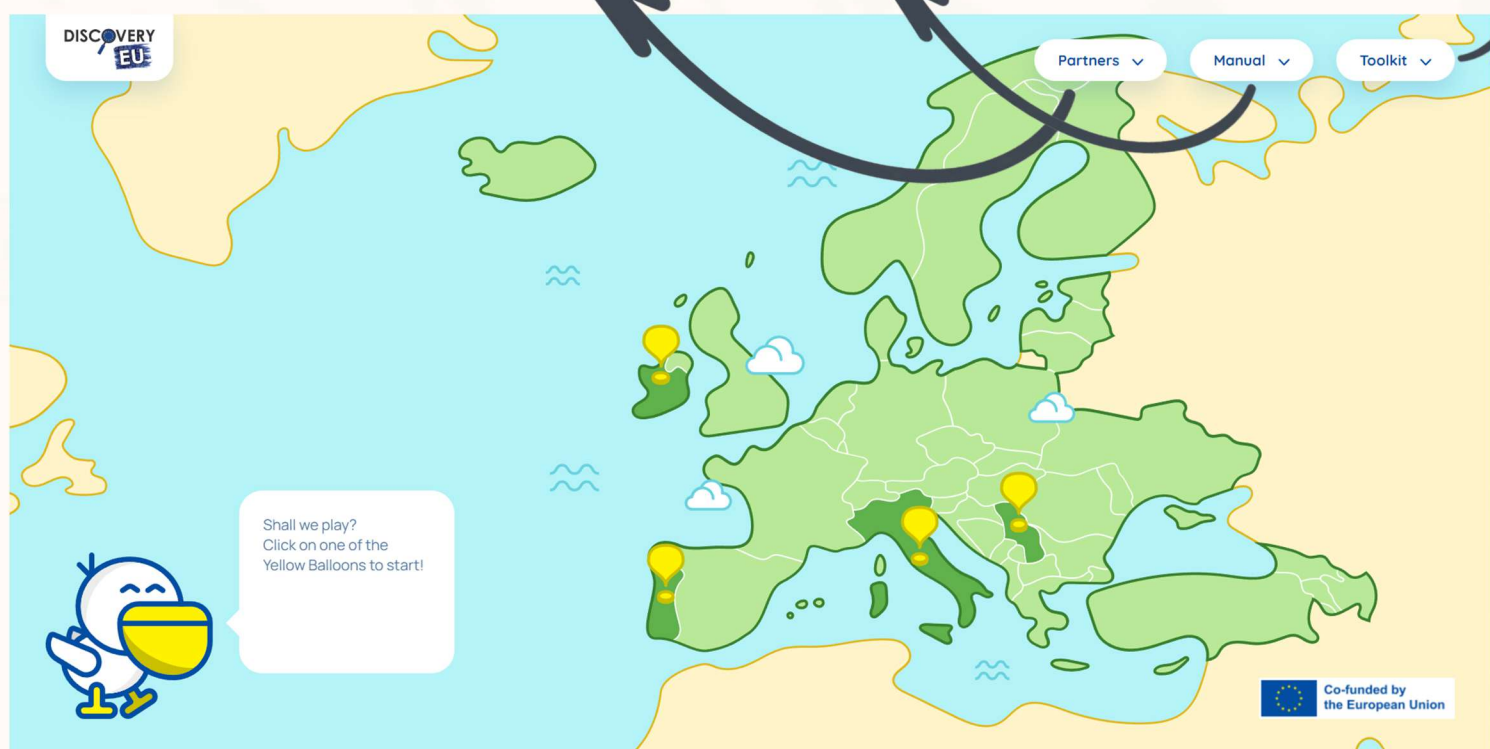 DISCOVERY
EU
Partners
Manual
Toolkit
Shall we play?
Click on one of the
Yellow Balloons to start!
Co-funded by
the European Union